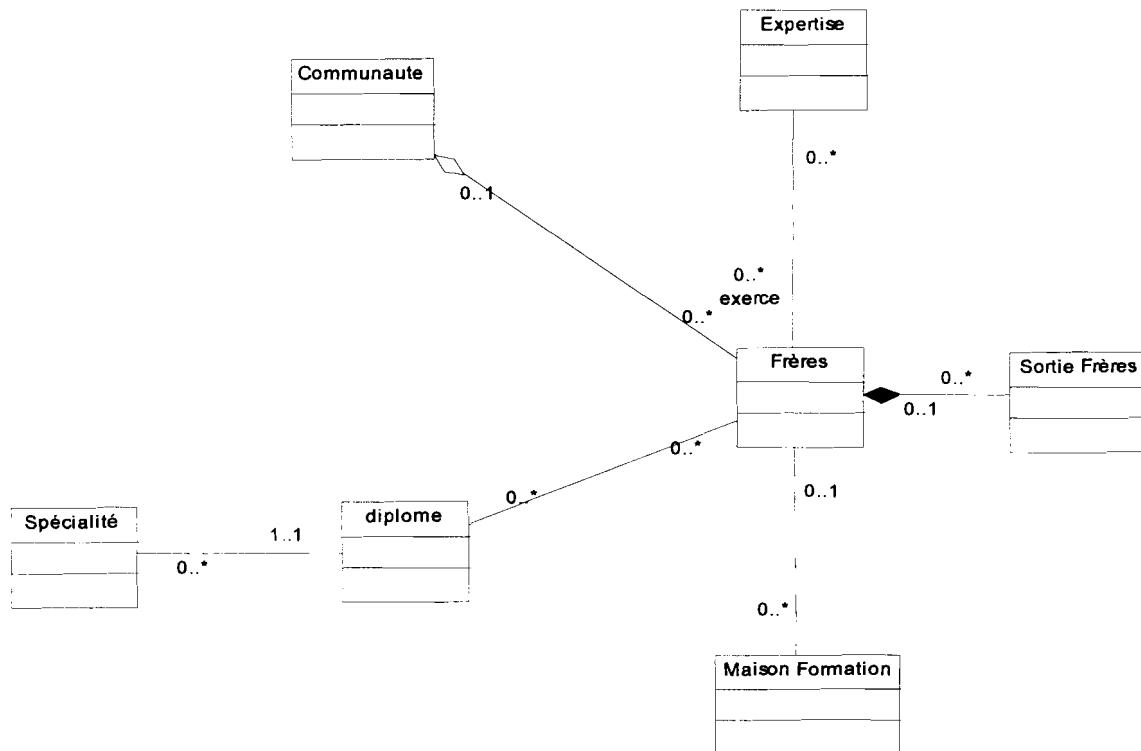 Expertise
Communaute
0..*
0..1
0..*
exerce
0..*
Frères
Sortie Frères
0..*
0..1
0..*
0..1
0..*
Spécialité
diplome
1..1
0..*
0..*
Maison Formation